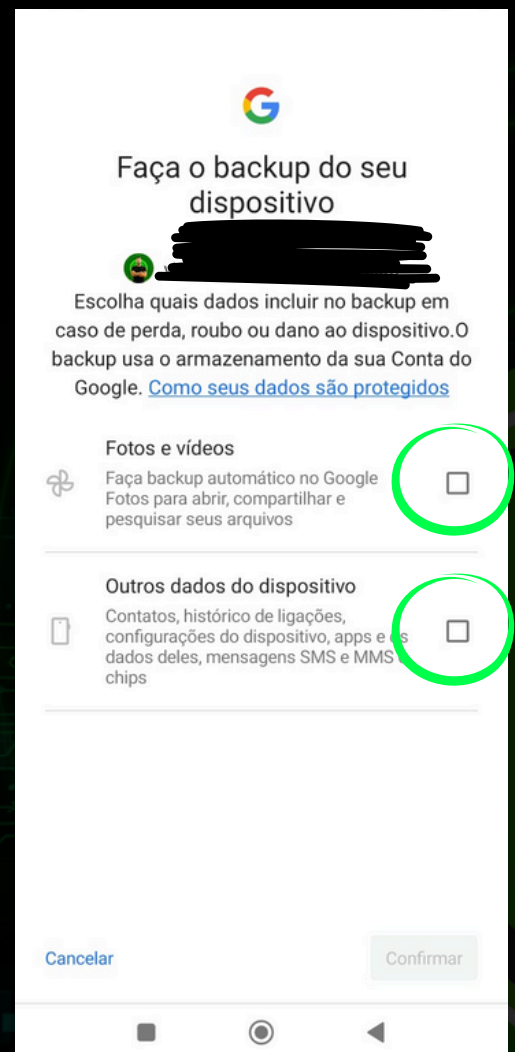 Faça o backup do seu
dispositivo
Escolha quais dados incluir no backup em
caso de perda, roubo ou dano ao dispositivo.O
backup usa o armazenamento da sua Conta do
Google. Como seus dados são protegidos
Fotos e vídeos
Faça backup automático no Google
Fotos para abrir, compartilhar e
pesquisar seus arquivos
Outros dados do dispositivo
Contatos, histórico de ligações,
configurações do dispositivo, apps e os
dados deles, mensagens SMS e MMS e
chips
Cancelar
Confirmar